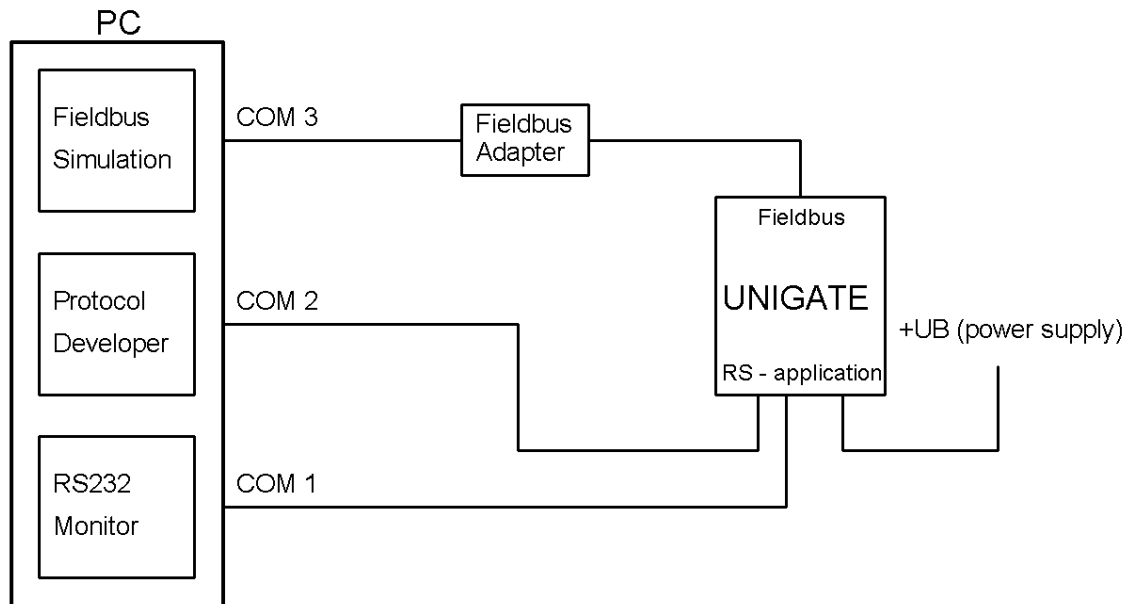 PC
Fieldbus
Simulation
COM 3
Fieldbus
Adapter
Fieldbus
UNIGATE
RS - application
+UB (power supply)
Protocol
Developer
COM 2
RS232
Monitor
COM 1